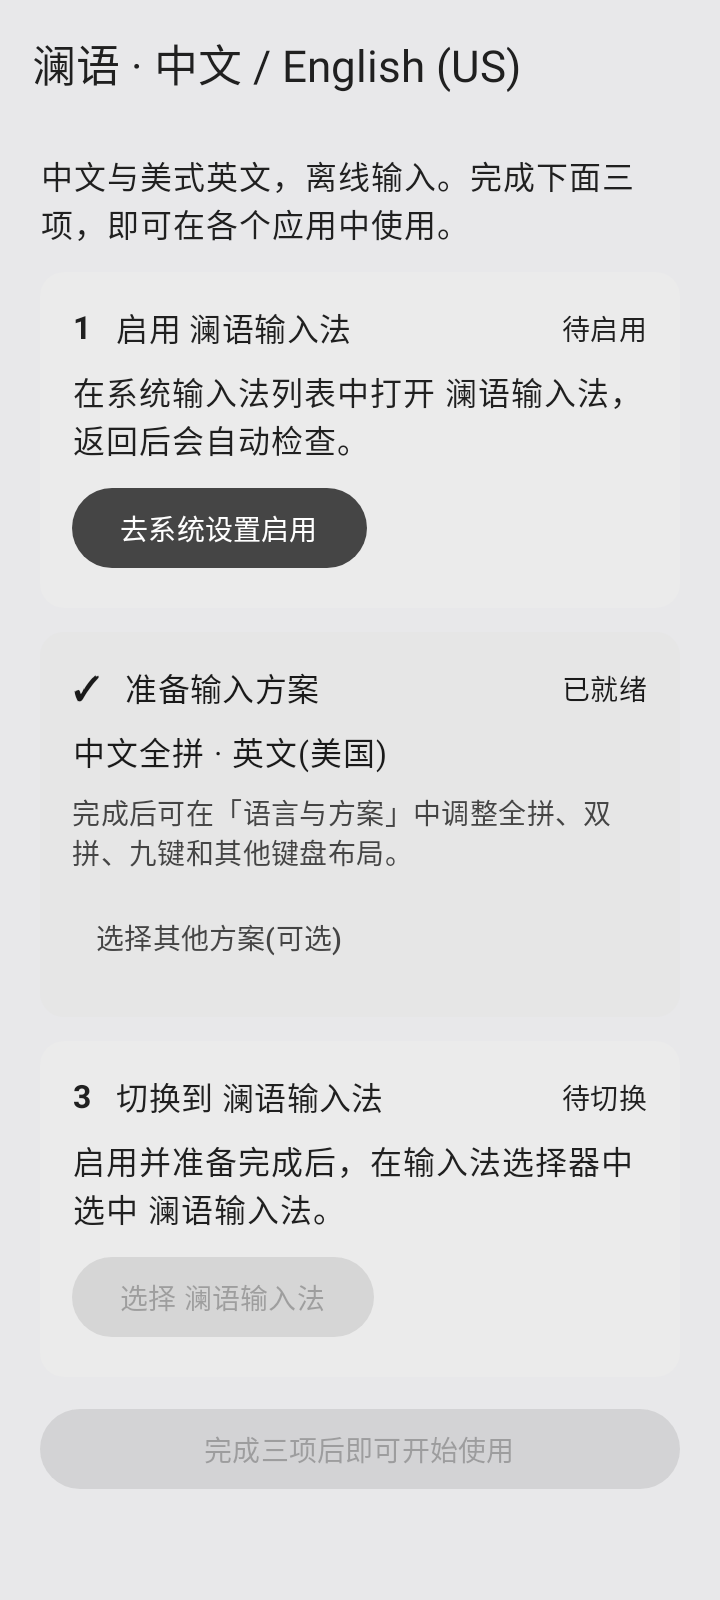 澜语 · 中文 / English (US)
中文与美式英文，离线输入。完成下面三
项，即可在各个应用中使用。
1 启用 澜语输入法 待启用
在系统输入法列表中打开 澜语输入法，
返回后会自动检查。
去系统设置启用
✓ 准备输入方案 已就绪
中文全拼 · 英文(美国)
完成后可在「语言与方案」中调整全拼、双
拼、九键和其他键盘布局。
选择其他方案(可选)
3 切换到 澜语输入法 待切换
启用并准备完成后，在输入法选择器中
选中 澜语输入法。
选择 澜语输入法
完成三项后即可开始使用